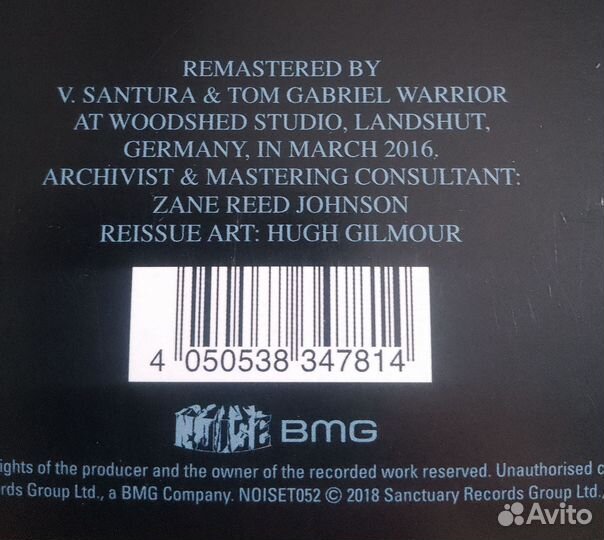 REMASTERED BY
V. SANTURA & TOM GABRIEL WARRIOR
AT WOODSHED STUDIO, LANDSHUT,
GERMANY, IN MARCH 2016.
ARCHIVIST & MASTERING CONSULTANT:
ZANE REED JOHNSON
REISSUE ART: HUGH GILMOUR
4 050538 347814
NOISE BMG
ights of the producer and the owner of the recorded work reserved. Unauthorised c
rds Group Ltd., a BMG Company. NOISET052 © 2018 Sanctuary Records Group Ltd.,
Avito